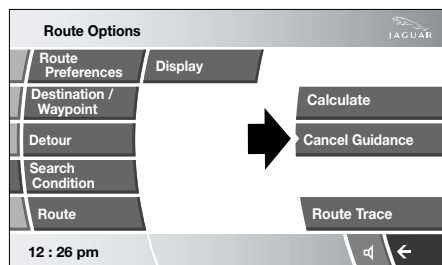 Route Options
JAGUAR
Route
Preferences
Display
Destination /
Waypoint
Calculate
Detour
Cancel Guidance
Search
Condition
Route
Route Trace
12 : 26 pm